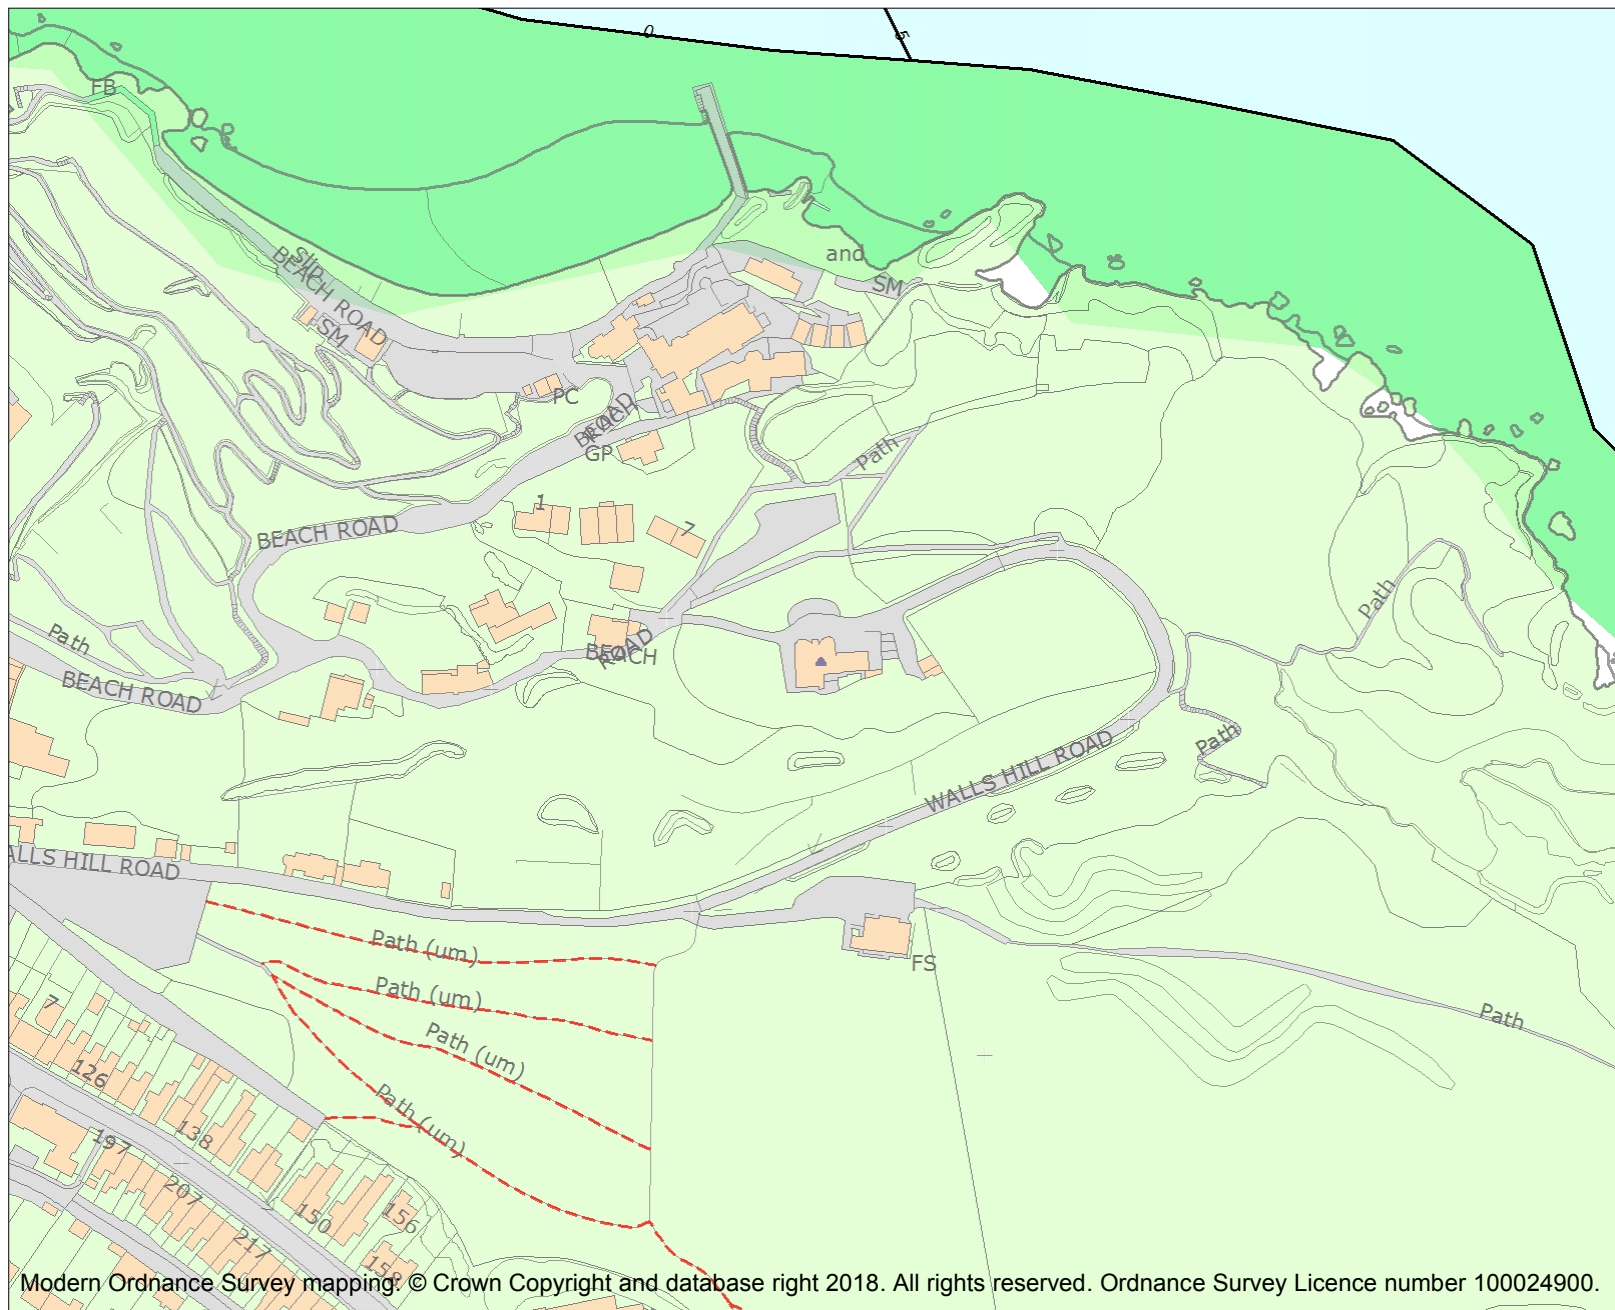 0
5
FB
and
Slip
BEACH ROAD
SM
SM
PC
BEACH
ROAD
GP
Path
1
7
BEACH ROAD
Path
Path
BEACH
ROAD
BEACH ROAD
Path
WALLS HILL ROAD
ALLS HILL ROAD
Path (um)
FS
Path (um)
7
Path
Path (um)
126
Path (um)
138
197
207
150
156
217
158
Modern Ordnance Survey mapping. © Crown Copyright and database right 2018. All rights reserved. Ordnance Survey Licence number 100024900.